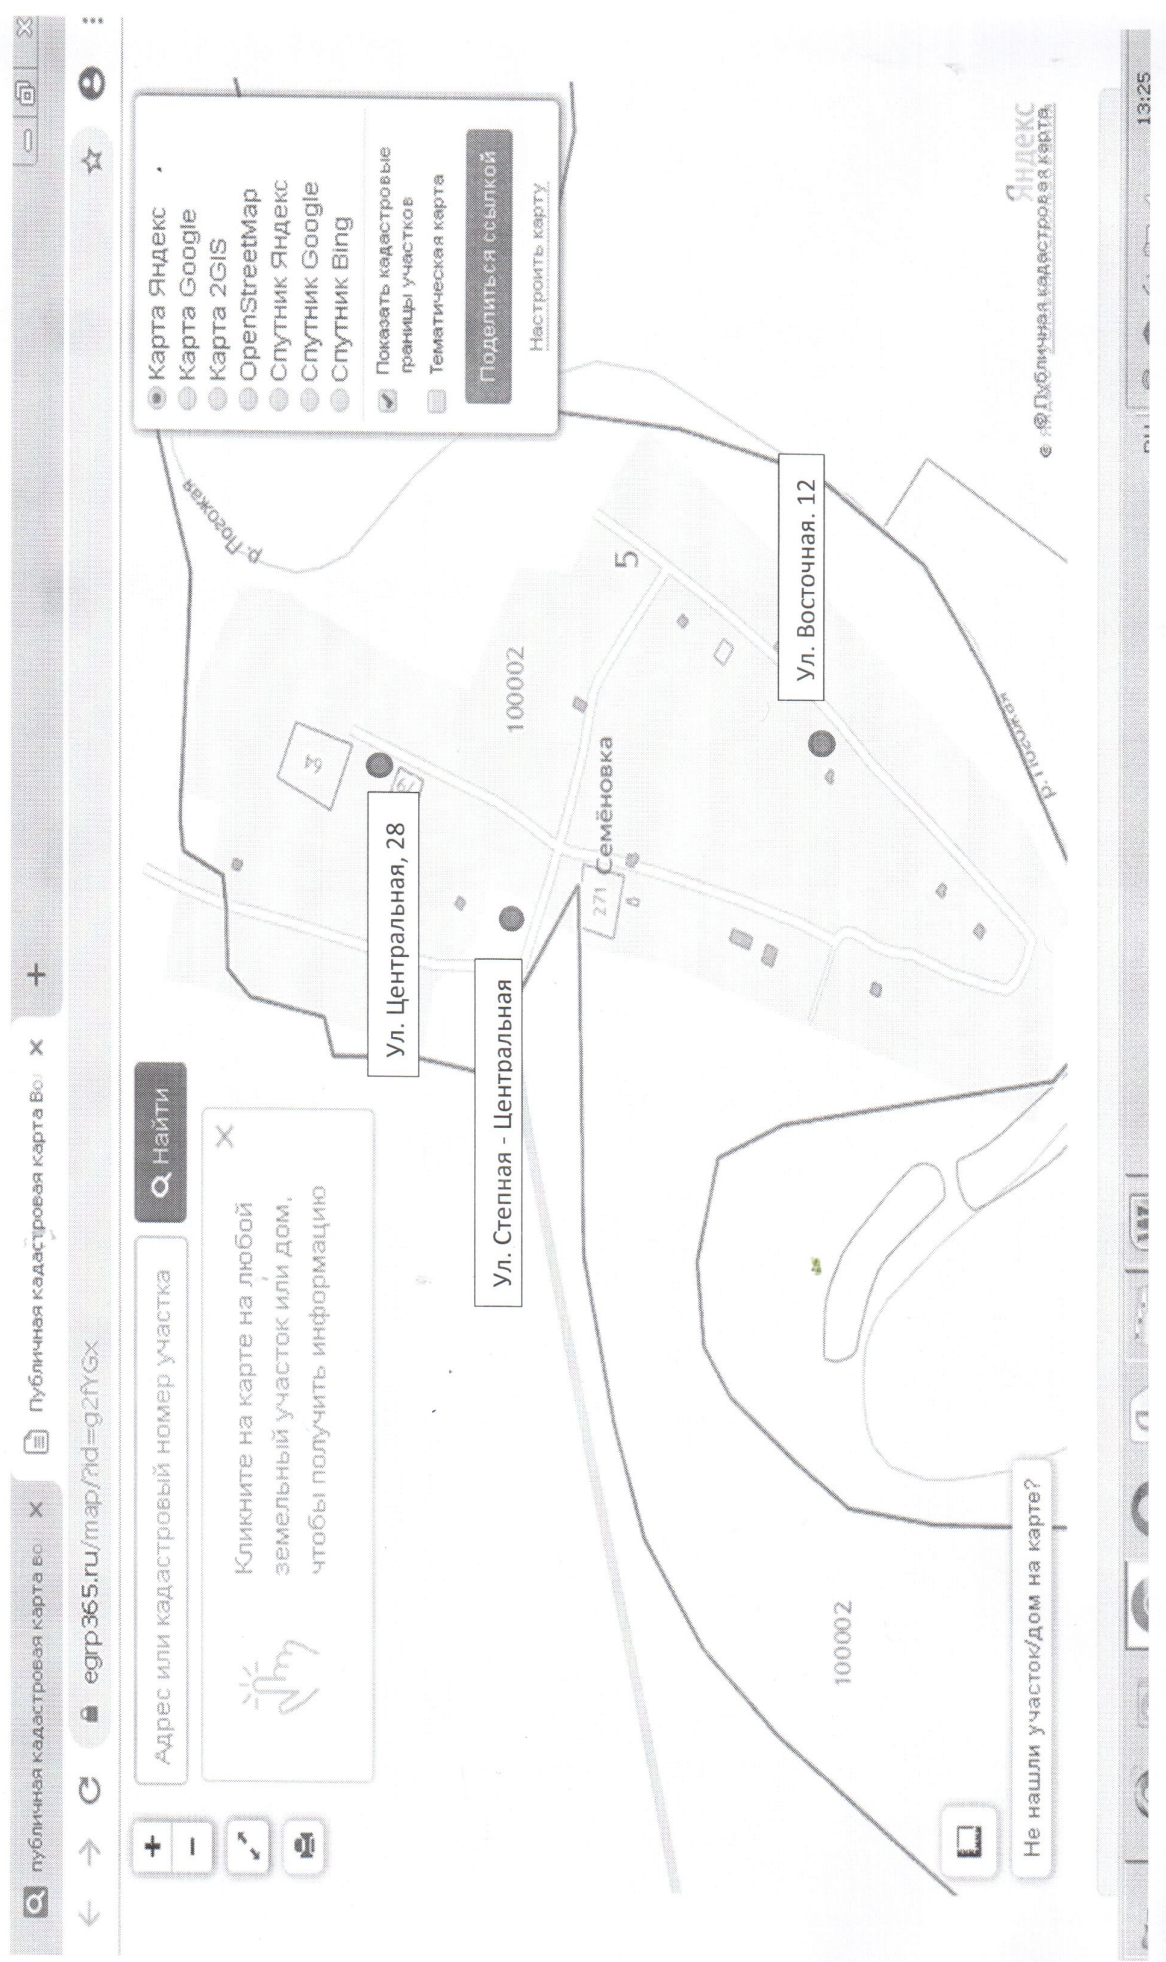 публичная кадастровая карта во
Публичная кадастровая карта Во
egrp365.ru/map/?id=g2fYGx
Адрес или кадастровый номер участка
Найти
Кликните на карте на любой
земельный участок или дом,
чтобы получить информацию
Карта Яндекс
Карта Google
Карта 2GIS
OpenStreetMap
Спутник Яндекс
Спутник Google
Спутник Bing
Показать кадастровые
границы участков
Тематическая карта
Поделиться ссылкой
Настроить карту
р. Погожая
64
Ул. Центральная, 28
Ул. Степная - Центральная
100002
5
271
Семёновка
Ул. Восточная. 12
р. Погожая
100002
Яндекс
© Публичная кадастровая карта
Не нашли участок/дом на карте?
13:25